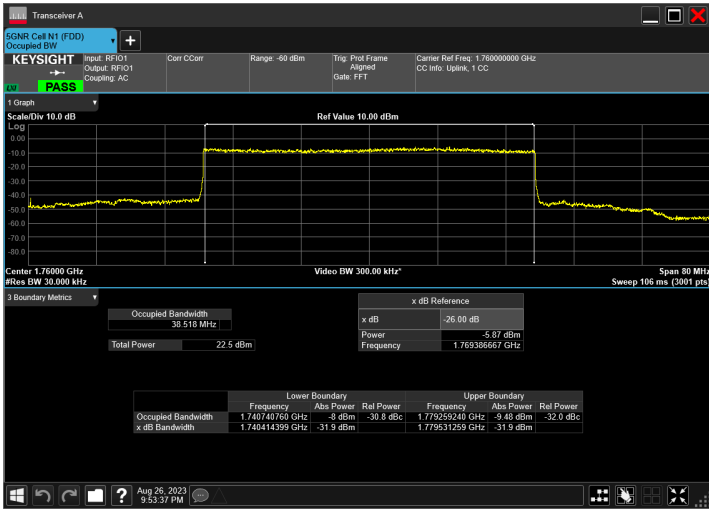 Transceiver A
5GNR Cell N1 (FDD)
Occupied BW
KEYSIGHT
PASS
Input: RFIO1
Output: RFIO1
Coupling: AC
Corr CCorr
Range: -60 dBm
Trig: Prot Frame
Aligned
Gate: FFT
Carrier Ref Freq: 1.760000000 GHz
CC Info: Uplink, 1 CC
1 Graph
Scale/Div 10.0 dB
Ref Value 10.00 dBm
Log
0.00
-10.0
-20.0
-30.0
-40.0
-50.0
-60.0
-70.0
-80.0
Center 1.76000 GHz
Video BW 300.00 kHz*
Span 80 MHz
#Res BW 30.000 kHz
Sweep 106 ms (3001 pts)
3 Boundary Metrics
Occupied Bandwidth
38.518 MHz
Total Power 22.5 dBm
x dB Reference
x dB -26.00 dB
Power -5.87 dBm
Frequency 1.769386667 GHz
Lower Boundary Upper Boundary
Frequency Abs Power Rel Power Frequency Abs Power Rel Power
Occupied Bandwidth 1.740740760 GHz -8 dBm -30.8 dBc 1.779259240 GHz -9.48 dBm -32.0 dBc
x dB Bandwidth 1.740414399 GHz -31.9 dBm 1.779531259 GHz -31.9 dBm
Aug 26, 2023
9:53:37 PM